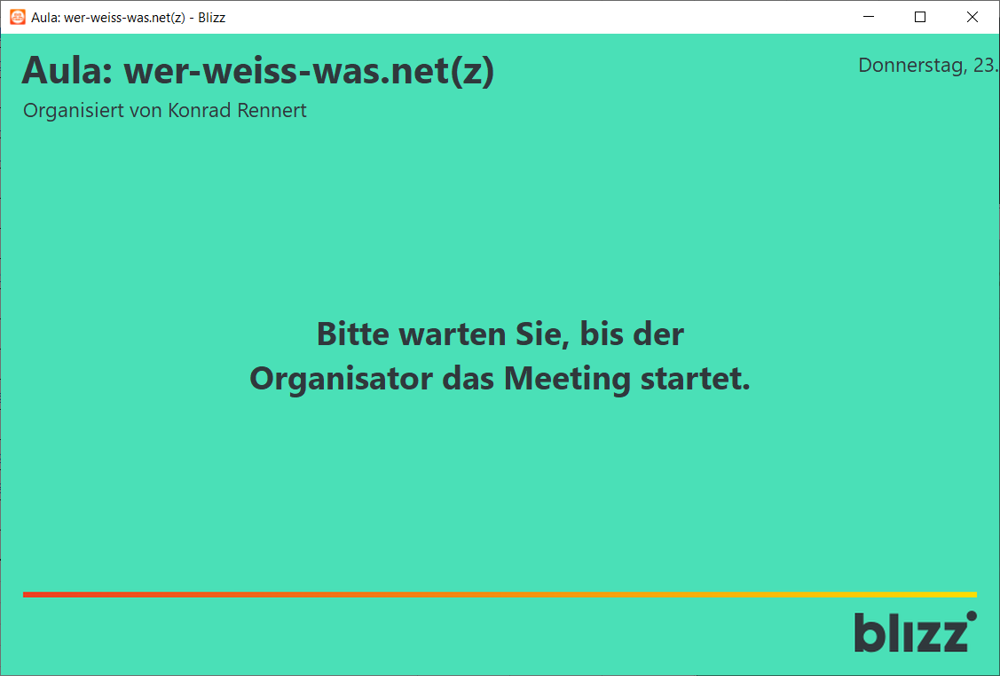 Aula: wer-weiss-was.net(z) - Blizz
Aula: wer-weiss-was.net(z)
Donnerstag, 23.
Organisiert von Konrad Rennert
Bitte warten Sie, bis der
Organisator das Meeting startet.
blizz